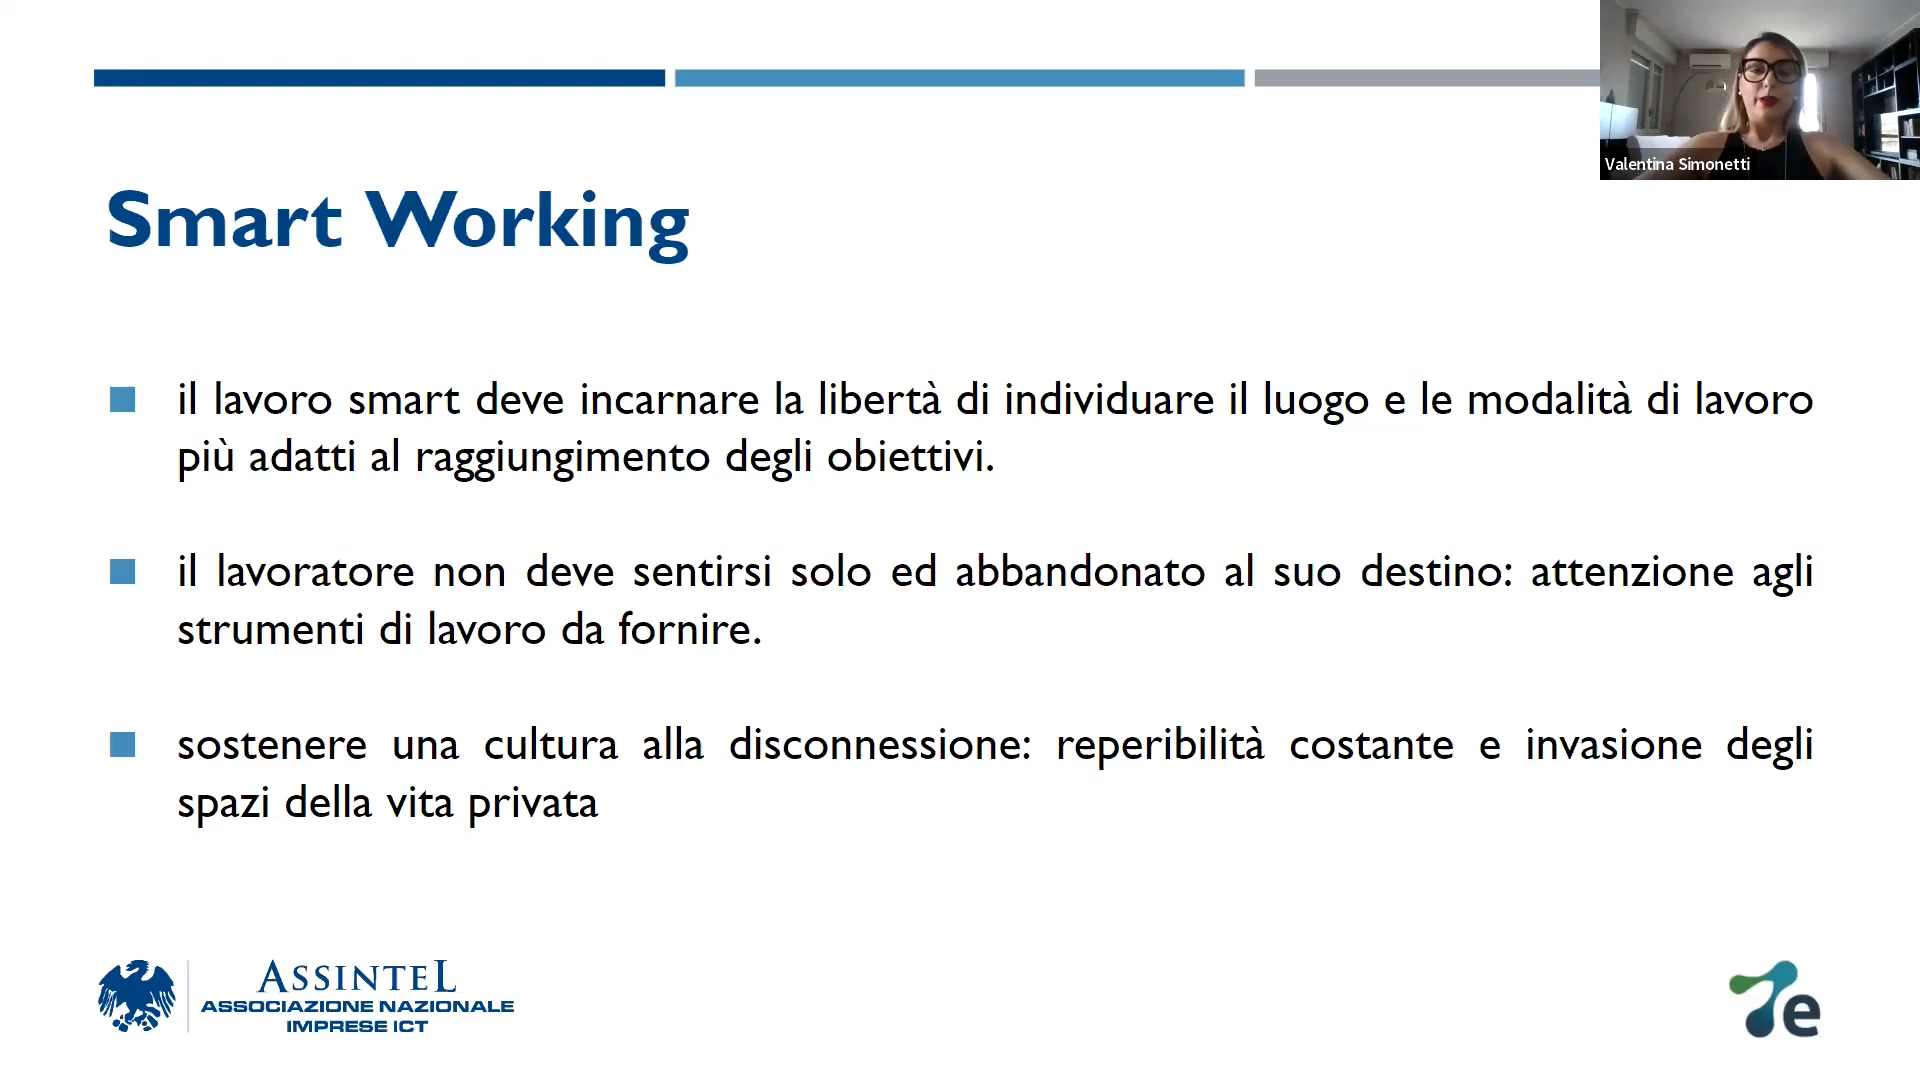 Valentina Simonetti
Smart Working
il lavoro smart deve incarnare la libertà di individuare il luogo e le modalità di lavoro
più adatti al raggiungimento degli obiettivi.
il lavoratore non deve sentirsi solo ed abbandonato al suo destino: attenzione agli
strumenti di lavoro da fornire.
sostenere una cultura alla disconnessione: reperibilità costante e invasione degli
spazi della vita privata
ASSINTEL
ASSOCIAZIONE NAZIONALE
IMPRESE ICT
e